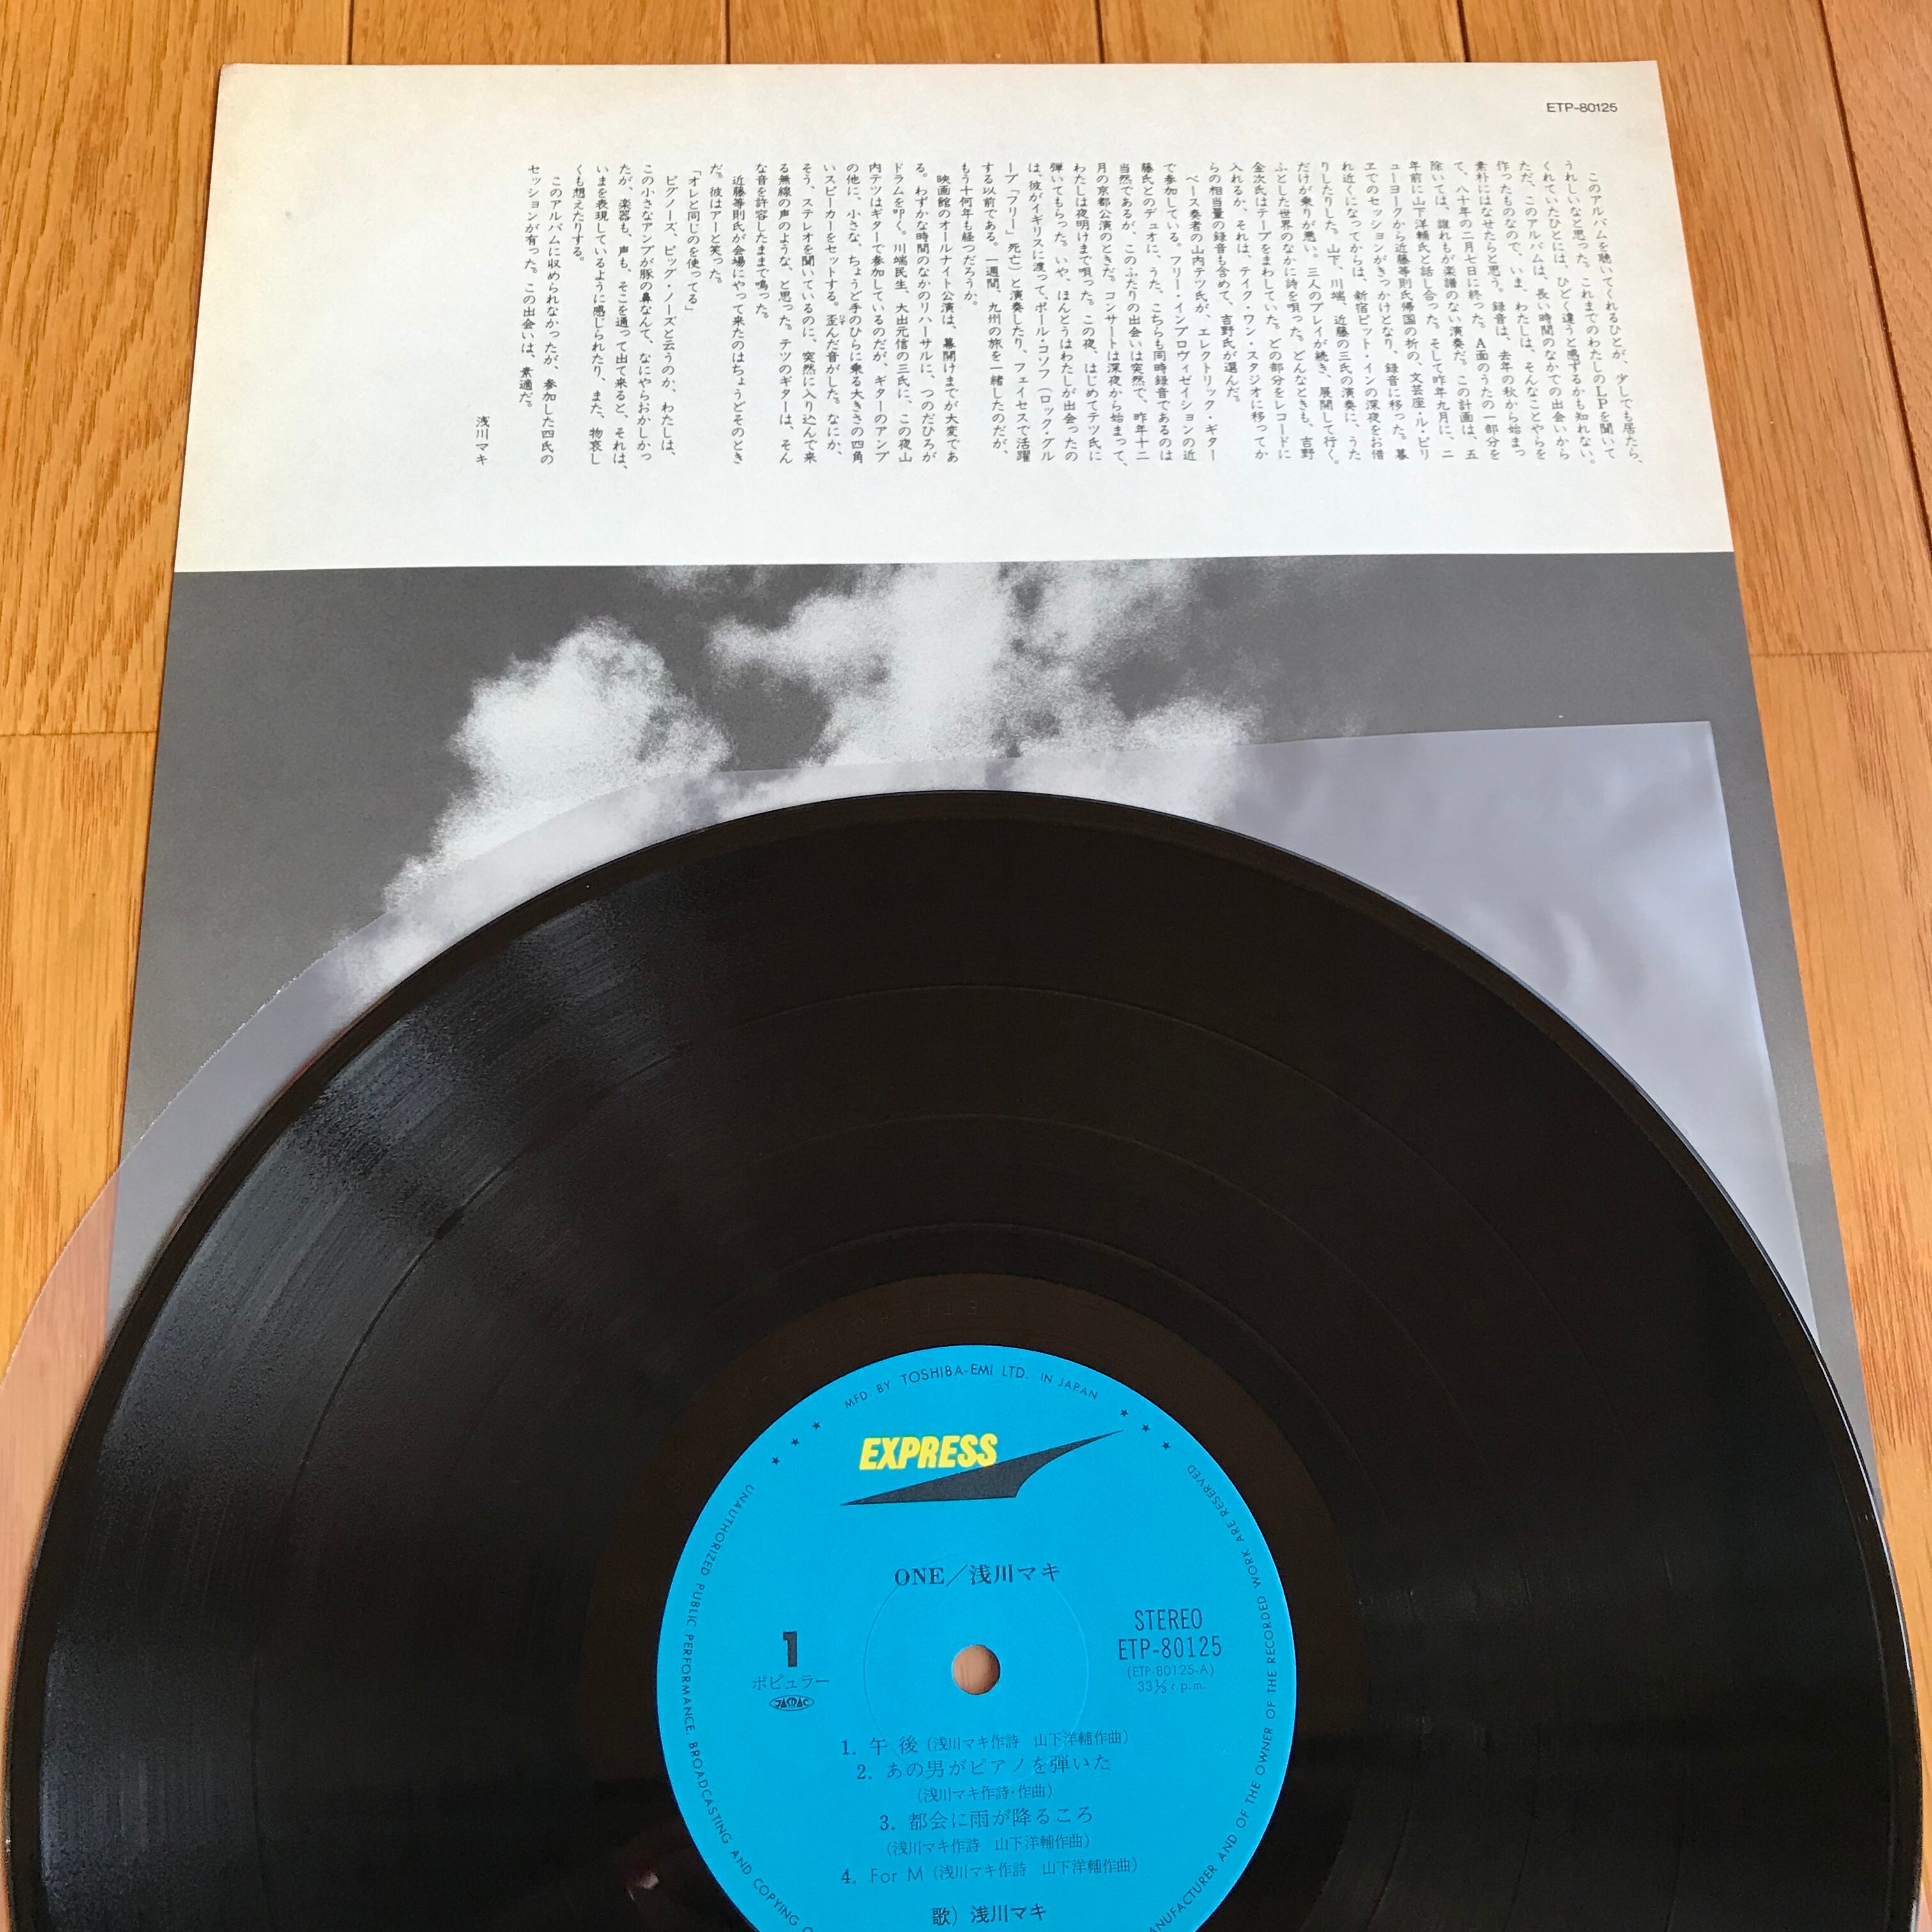 ETP-80125
このアルバムを聴いてくれるひとが、少しでも居たら、
うれしいなと思った。これまでのわたしのLPを聞いて
くれていたひとには、ひどく違うと感ずるかも知れない。
ただ、このアルバムは、長い時間のなかでの出会いから
作ったものなので、いま、わたしは、そんなことやらを
素朴にはなせたらと思う。録音は、去年の秋から始まっ
て、八十年の二月七日に終った。A面のうたの一部分を
除いては、誰れもが楽譜のない演奏だ。この計画は、五
年前に山下洋輔氏と話し合った。そして昨年九月に、ニ
ューヨークから近藤等則氏帰国の折の、文芸座・ル・ピリ
エでのセッションがきっかけとなり、録音に移った。暮
れ近くになってからは、新宿ピット・インの深夜をお借
りしたりした。山下、川端、近藤の三氏の演奏に、うた
だけが乗りが悪い。三人のプレイが続き、展開して行く。
ふとした世界のなかに詩を唄った。どんなときも、吉野
金次氏はテープをまわしていた。どの部分をレコードに
入れるか、それは、テイク・ワン・スタジオに移ってか
らの相当量の録音も含めて、吉野氏が選んだ。
ベース奏者の山内テツ氏が、エレクトリック・ギター
で参加している。フリー・インプロヴィゼイションの近
藤氏とのデュオに、うた、こちらも同時録音であるのは
当然であるが、このふたりの出会いは突然で、昨年十二
月の京都公演のときだ。コンサートは深夜から始まって、
わたしは夜明けまで唄った。この夜、はじめてテツ氏に
弾いてもらった。いや、ほんとうはわたしが出会ったの
は、彼がイギリスに渡って、ポール・コソフ(ロック・グル
ープ「フリー」死亡)と演奏したり、フェイセスで活躍
する以前である。一週間、九州の旅を一緒したのだが、
もう十何年も経つだろうか。
映画館のオールナイト公演は、幕開けまでが大変であ
る。わずかな時間のなかのリハーサルに、つのだひろが
ドラムを叩く。川端民生、大出元信の三氏に、この夜山
内テツはギターで参加しているのだが、ギターのアンプ
の他に、小さな、ちょうど手のひらに乗る大きさの四角
いスピーカーをセットする。歪んだ音がした。なにか、
そう、ステレオを聞いているのに、突然に入り込んで来
る無線の声のような、と思った。テツのギターは、そん
な音を許容したままで鳴った。
近藤等則氏が会場にやって来たのはちょうどそのとき
だ。彼はアーと笑った。
「オレと同じのを使ってる」
ピグノーズ、ピッグ・ノーズと云うのか、わたしは、
この小さなアンプが豚の鼻なんて、なにやらおかしかっ
たが、楽器も、声も、そこを通って出て来ると、それは、
いまを表現しているように感じられたり、また、物哀し
くも想えたりする。
このアルバムに収められなかったが、参加した四氏の
セッションが有った。この出会いは、素適だ。
浅川マキ
MFD. BY TOSHIBA-EMI LTD. IN JAPAN
EXPRESS
ONE／浅川マキ
STEREO
ETP-80125
(ETP-80125-A)
33⅓ r.p.m.
1
ポピュラー
JASRAC
1. 午後(浅川マキ作詩 山下洋輔作曲)
2. あの男がピアノを弾いた
(浅川マキ作詩・作曲)
3. 都会に雨が降るころ
(浅川マキ作詩 山下洋輔作曲)
4. For M(浅川マキ作詩 山下洋輔作曲)
歌) 浅川マキ
MANUFACTURER AND OF THE OWNER OF THE RECORDED WORK ARE RESERVED
UNAUTHORIZED PUBLIC PERFORMANCE. BROADCASTING AND COPYING